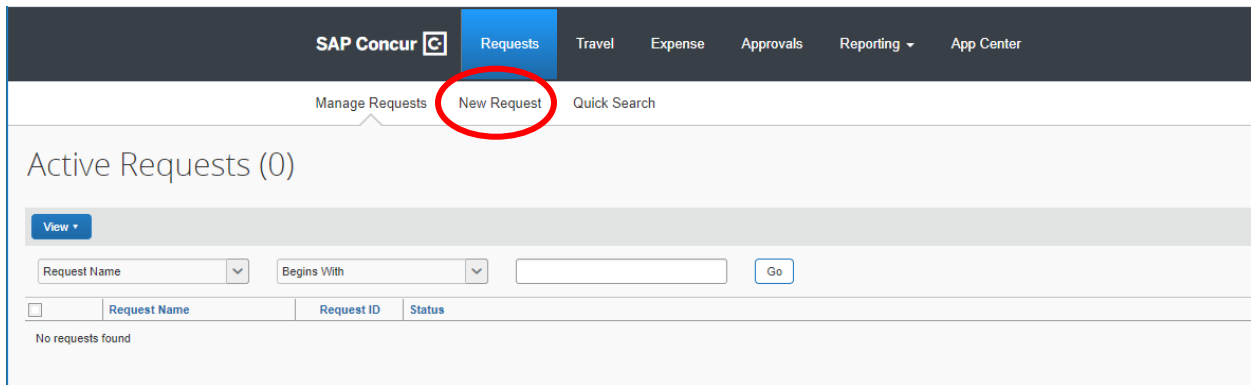 SAP Concur C Requests Travel Expense Approvals Reporting App Center
Manage Requests New Request Quick Search
Active Requests (0)
View
Request Name Begins With Go
Request Name Request ID Status
No requests found